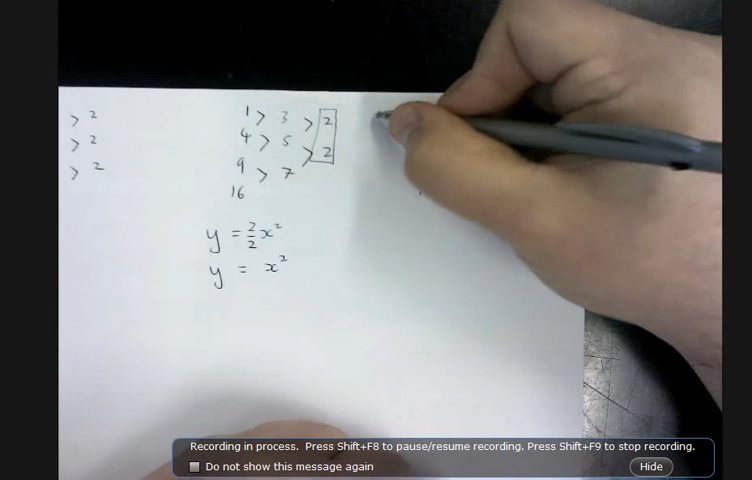 > 2
> 2
> 2
1 > 3 > 2
4 > 5
> 2
9 > 7
16
y = 2/2 x²
y = x²
Recording in process. Press Shift+F8 to pause/resume recording. Press Shift+F9 to stop recording.
Do not show this message again
Hide